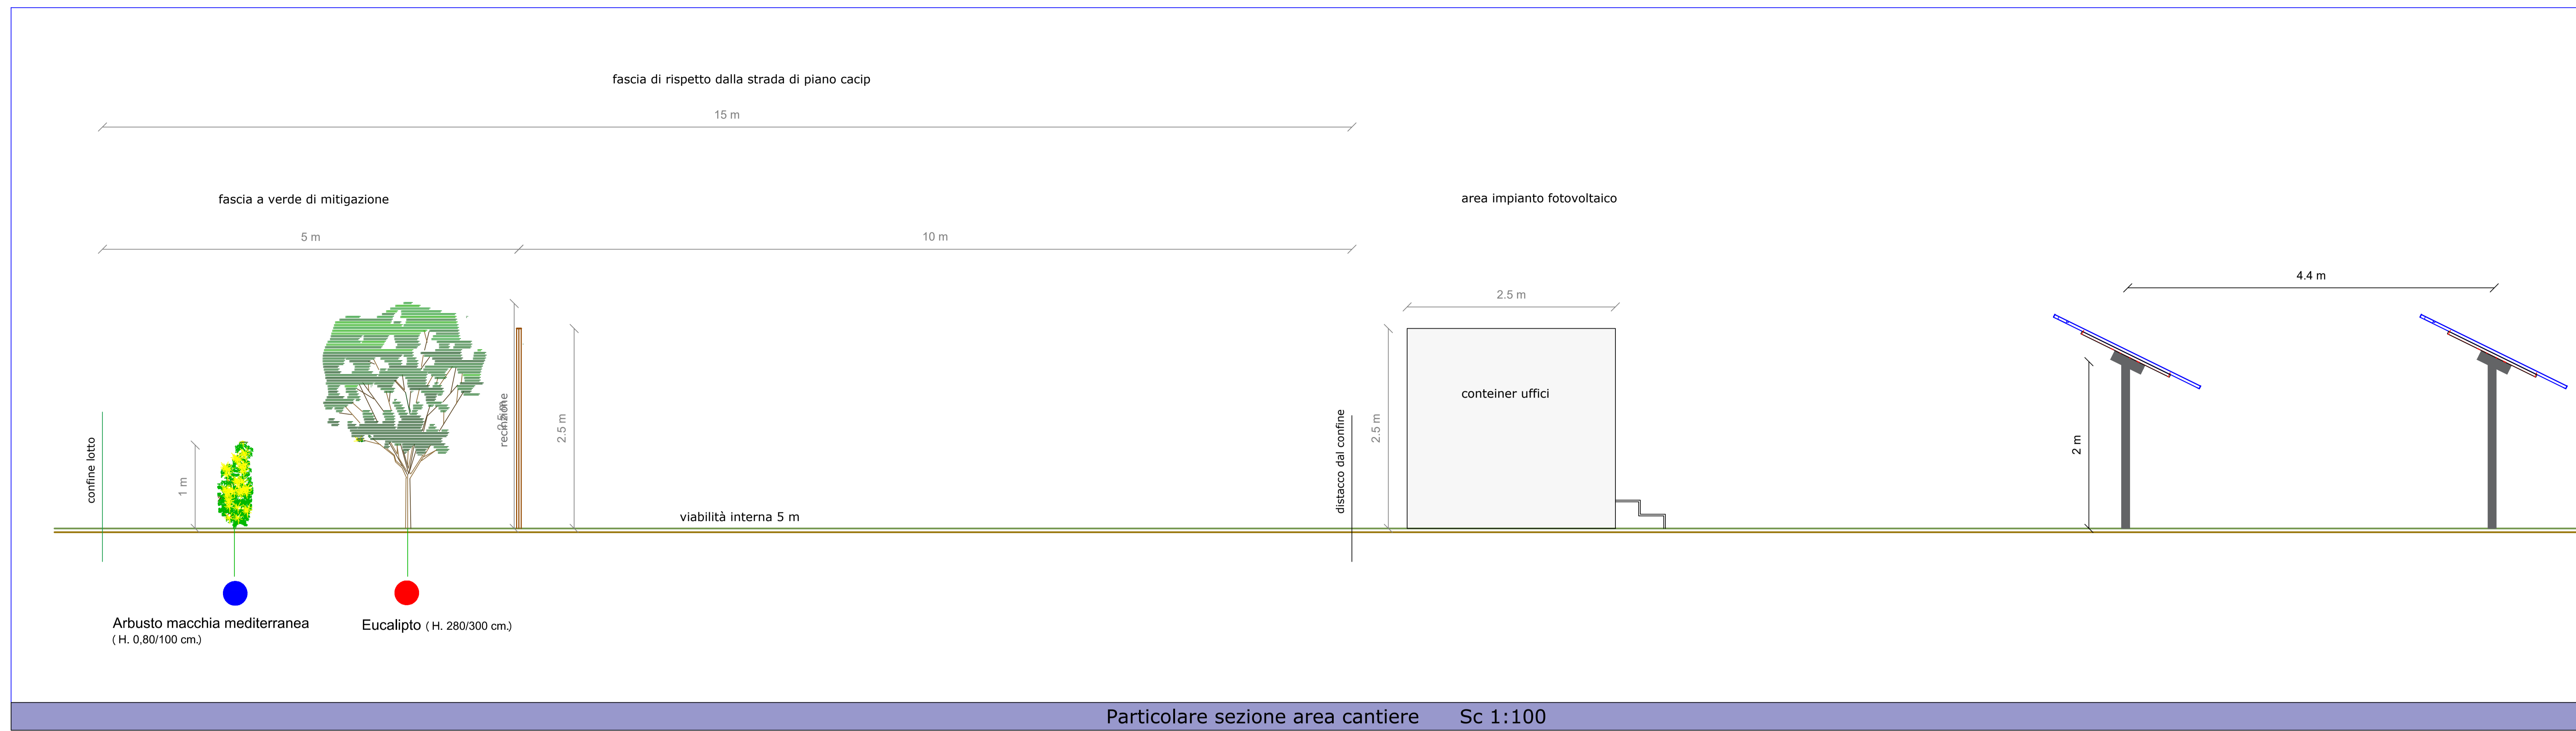 fascia di rispetto dalla strada di piano cacip
15 m
fascia a verde di mitigazione
area impianto fotovoltaico
5 m
10 m
4.4 m
2.5 m
confine lotto
1 m
recinzione
2.5 m
viabilità interna 5 m
distacco dal confine
2.5 m
conteiner uffici
2 m
Arbusto macchia mediterranea
( H. 0,80/100 cm.)
Eucalipto ( H. 280/300 cm.)
Particolare sezione area cantiere Sc 1:100